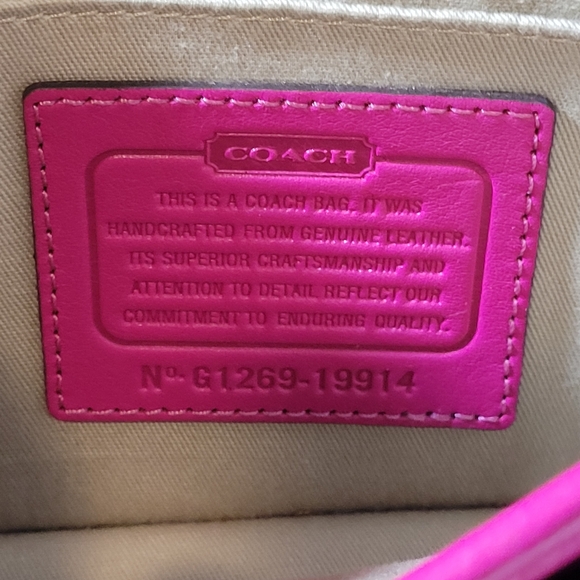 COACH
THIS IS A COACH BAG. IT WAS
HANDCRAFTED FROM GENUINE LEATHER.
ITS SUPERIOR CRAFTSMANSHIP AND
ATTENTION TO DETAIL REFLECT OUR
COMMITMENT TO ENDURING QUALITY.
Nº. G1269-19914